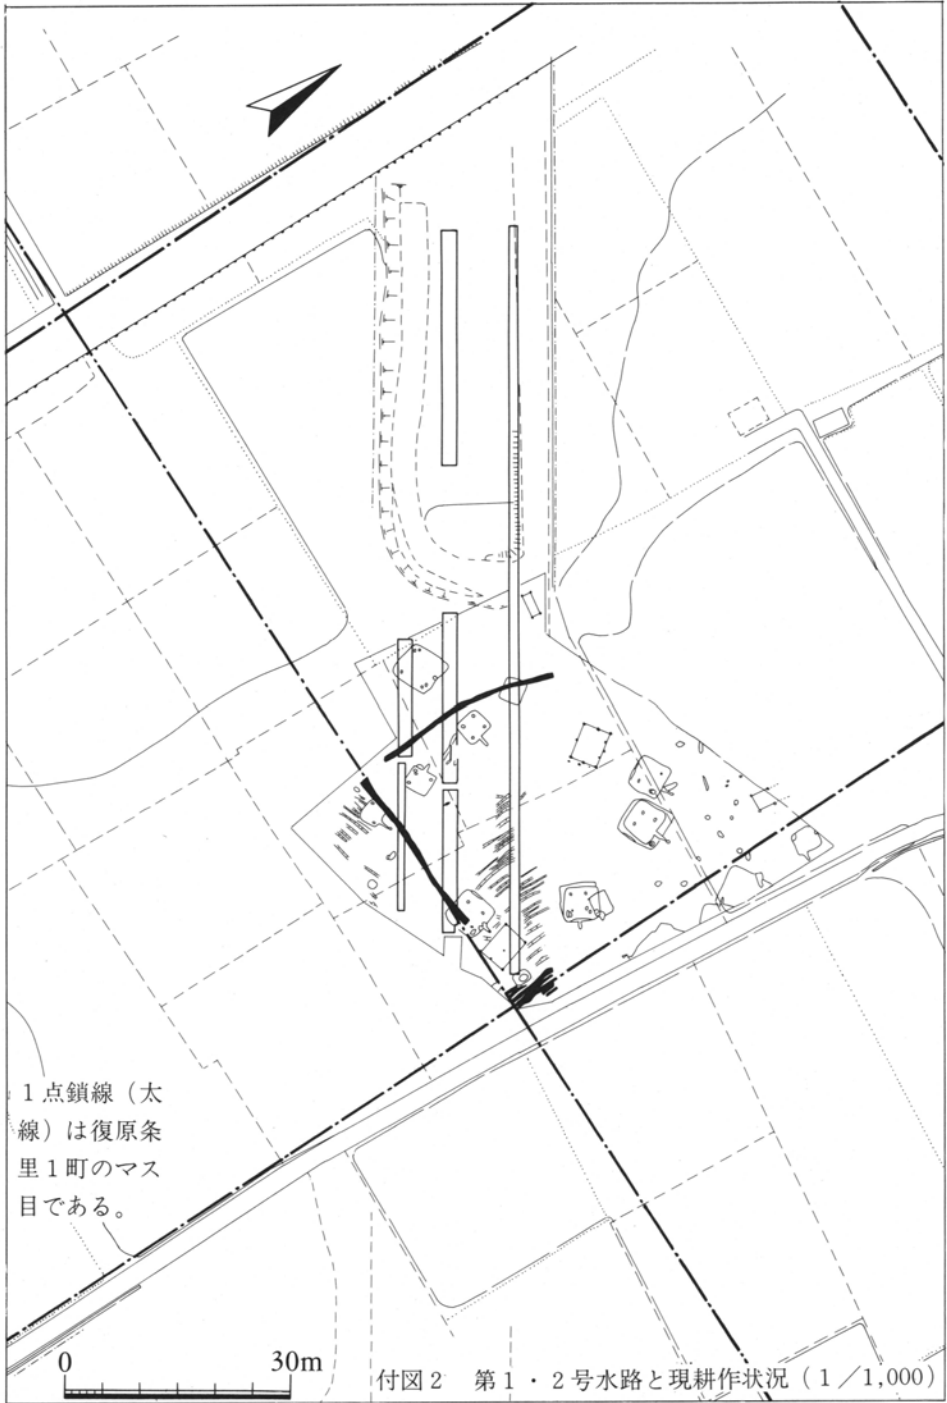 1点鎖線（太
線）は復原条
里1町のマス
目である。
0 30m
付図2 第1・2号水路と現耕作状況（1／1,000）